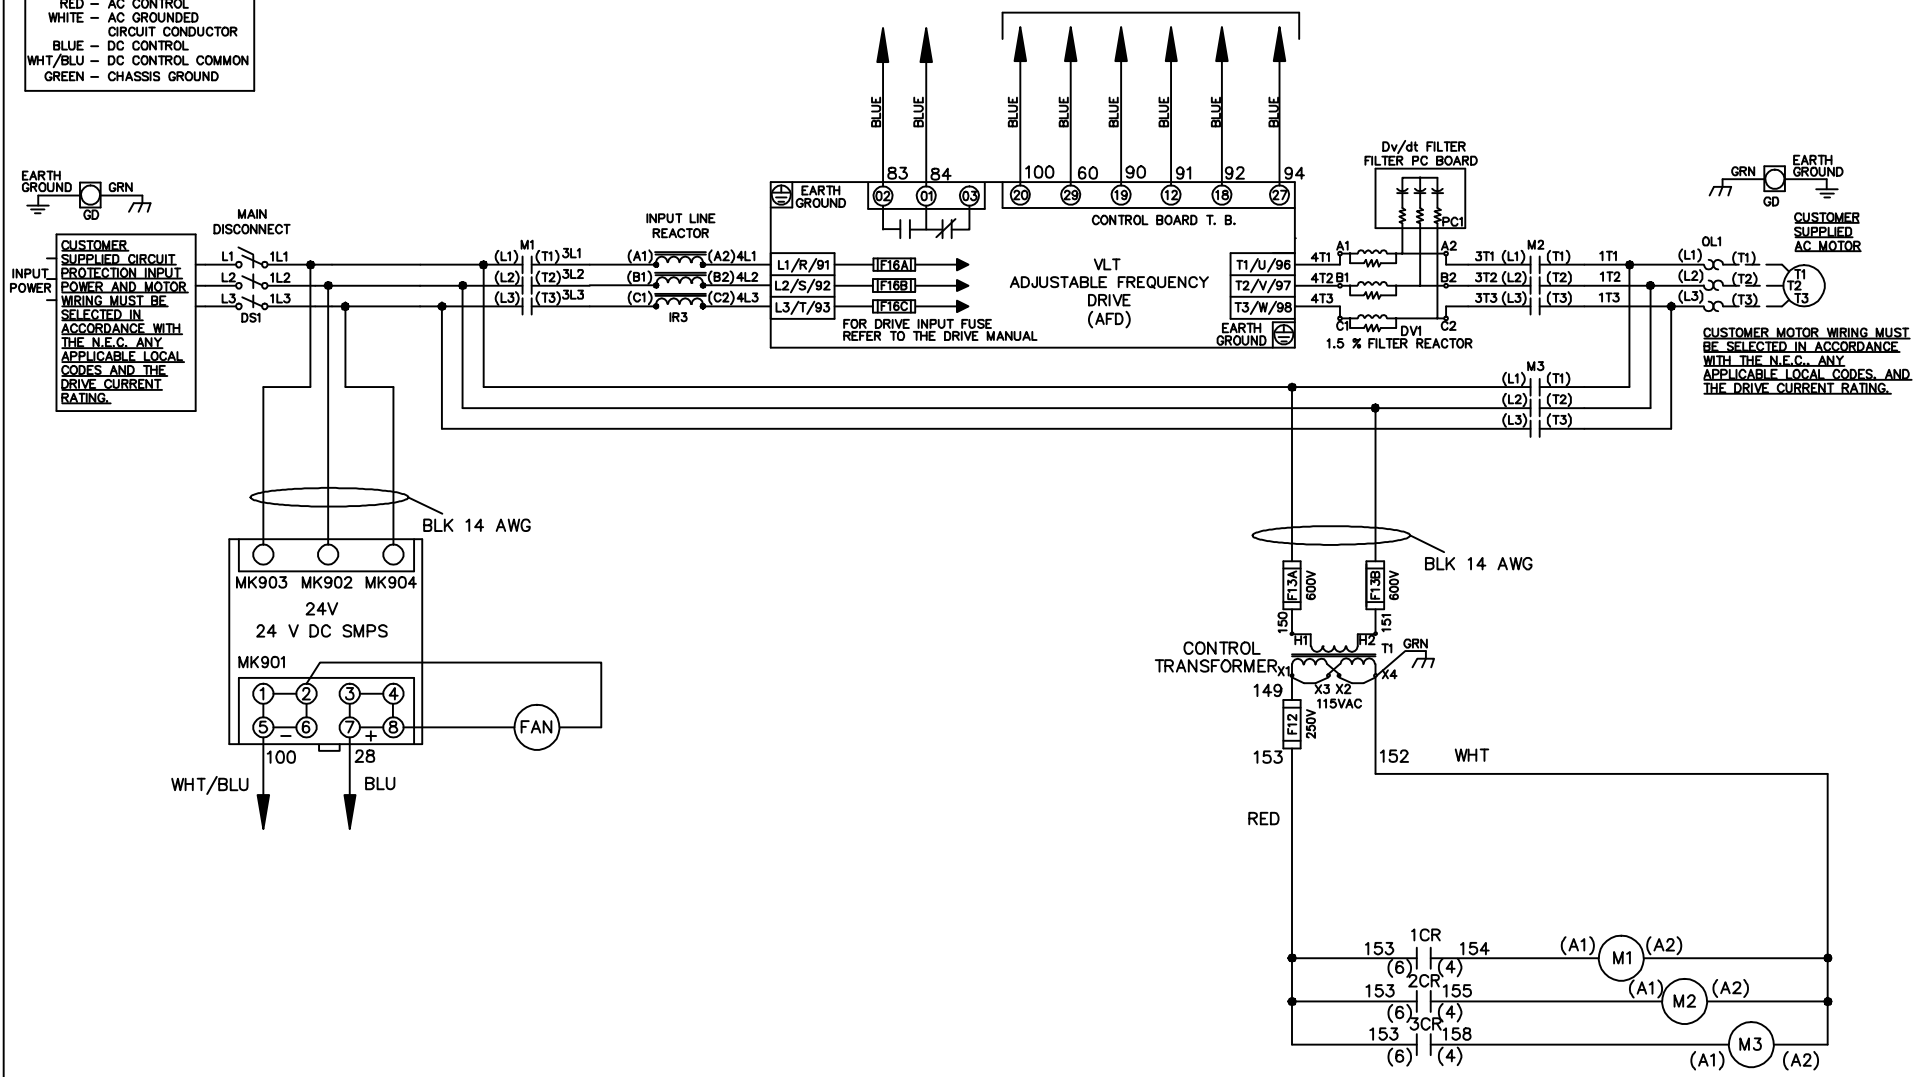 RED – AC CONTROL
WHITE – AC GROUNDED
CIRCUIT CONDUCTOR
BLUE – DC CONTROL
WHT/BLU – DC CONTROL COMMON
GREEN – CHASSIS GROUND
BLUE
BLUE
BLUE
BLUE
BLUE
BLUE
BLUE
BLUE
EARTH
GROUND
GRN
GD
MAIN
DISCONNECT
INPUT
POWER
CUSTOMER
SUPPLIED CIRCUIT
PROTECTION INPUT
POWER AND MOTOR
WIRING MUST BE
SELECTED IN
ACCORDANCE WITH
THE N.E.C. ANY
APPLICABLE LOCAL
CODES AND THE
DRIVE CURRENT
RATING.
L1 1L1
L2 1L2
L3 1L3
DS1
M1
(L1) (T1) 3L1
(L2) (T2) 3L2
(L3) (T3) 3L3
INPUT LINE
REACTOR
(A1) (A2) 4L1
(B1) (B2) 4L2
(C1) (C2) 4L3
IR3
EARTH
GROUND
83 84
02 01 03
100 60 90 91 92 94
20 29 19 12 18 27
CONTROL BOARD T. B.
L1/R/91 F16A
L2/S/92 F16B
L3/T/93 F16C
FOR DRIVE INPUT FUSE
REFER TO THE DRIVE MANUAL
VLT
ADJUSTABLE FREQUENCY
DRIVE
(AFD)
T1/U/96
T2/V/97
T3/W/98
EARTH
GROUND
Dv/dt FILTER
FILTER PC BOARD
PC1
4T1 A1 A2
4T2 B1 B2
4T3
C1 DV1 C2
1.5 % FILTER REACTOR
M2
3T1 (L1) (T1) 1T1
3T2 (L2) (T2) 1T2
3T3 (L3) (T3) 1T3
OL1
(L1) (T1)
(L2) (T2)
(L3) (T3)
GRN
GD
EARTH
GROUND
CUSTOMER
SUPPLIED
AC MOTOR
T1
T2
T3
CUSTOMER MOTOR WIRING MUST
BE SELECTED IN ACCORDANCE
WITH THE N.E.C., ANY
APPLICABLE LOCAL CODES, AND
THE DRIVE CURRENT RATING.
M3
(L1) (T1)
(L2) (T2)
(L3) (T3)
BLK 14 AWG
MK903 MK902 MK904
24V
24 V DC SMPS
MK901
1 2 3 4
5 – 6 7 + 8
FAN
100 28
WHT/BLU BLU
BLK 14 AWG
F13A 600V
F13B 600V
150 151
H1 H2
T1
GRN
CONTROL
TRANSFORMER
X1 X3 X2 X4
115VAC
149
F12 250V
153
152
WHT
RED
1CR
153 154 (A1) M1 (A2)
(6) (4)
2CR
153 155 (A1) M2 (A2)
(6) (4)
3CR
153 158
(6) (4) (A1) M3 (A2)